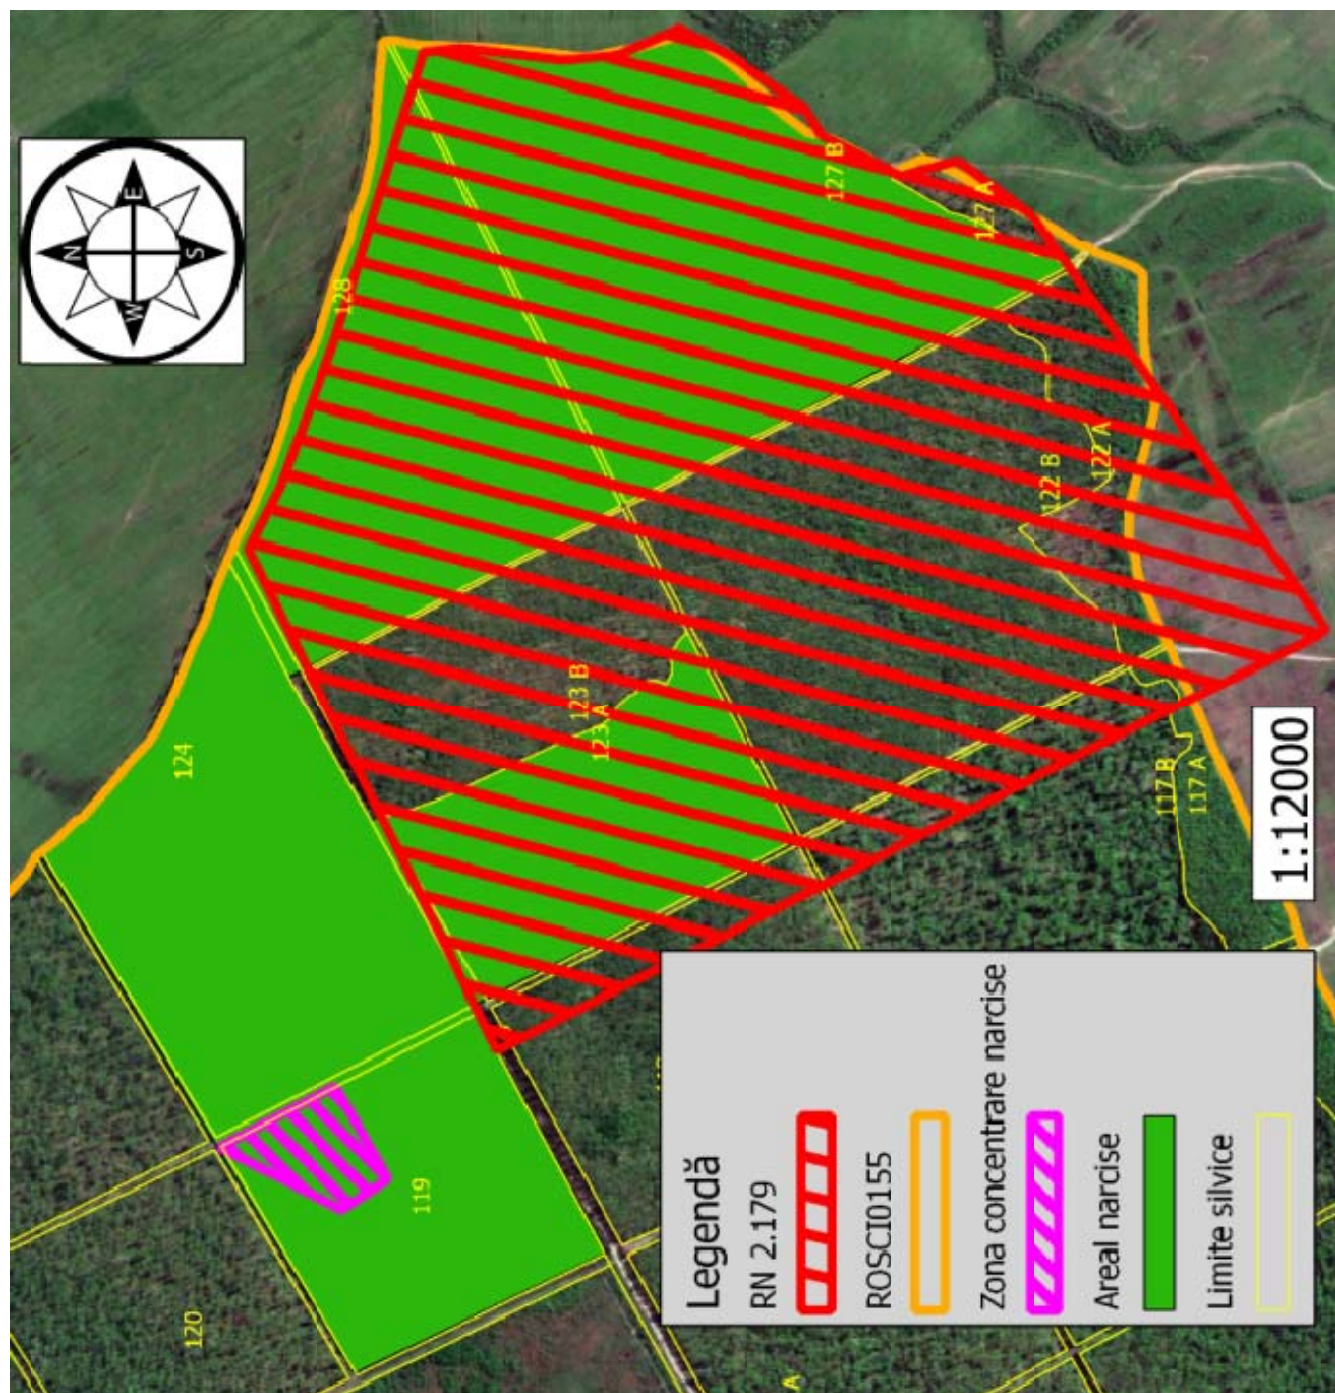 N
E
S
W
128
127 B
127 A
124
123 B
123 A
122 B
122 A
117 B
117 A
119
120
A
1:12000
Legendă
RN 2.179
ROSCI0155
Zona concentrare narcise
Areal narcise
Limite silvice